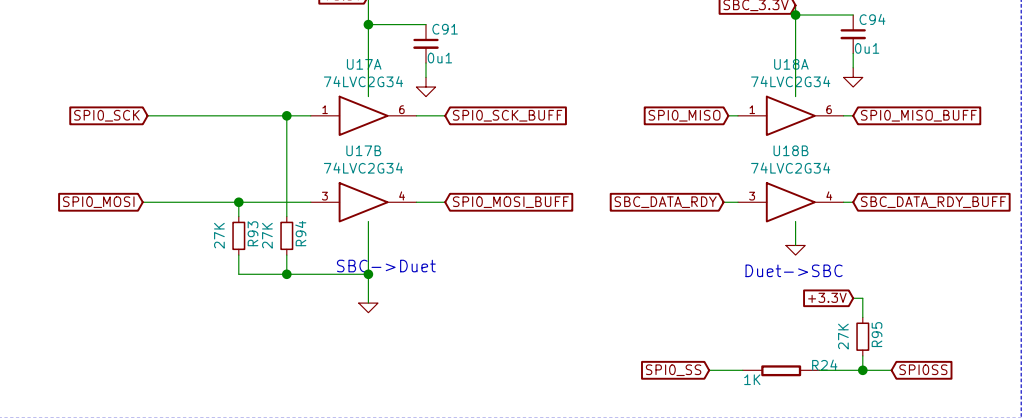 SBC_3.3V
C91
0u1
U17A
74LVC2G34
SPI0_SCK
1
6
SPI0_SCK_BUFF
U17B
74LVC2G34
SPI0_MOSI
3
4
SPI0_MOSI_BUFF
27K
R93
27K
R94
SBC->Duet
C94
0u1
U18A
74LVC2G34
SPI0_MISO
1
6
SPI0_MISO_BUFF
U18B
74LVC2G34
SBC_DATA_RDY
3
4
SBC_DATA_RDY_BUFF
Duet->SBC
+3.3V
27K
R95
SPI0_SS
1K
R24
SPI0SS